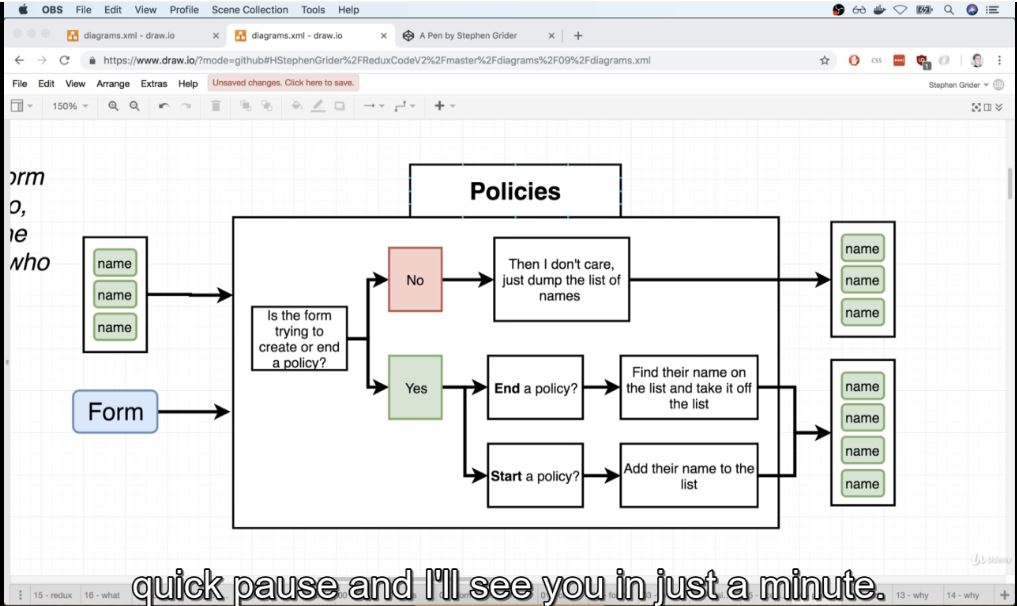 OBS File Edit View Profile Scene Collection Tools Help
diagrams.xml - draw.io × diagrams.xml - draw.io × A Pen by Stephen Grider × +
https://www.draw.io/?mode=github#HStephenGrider%2FReduxCodeV2%2Fmaster%2Fdiagrams%2F09%2Fdiagrams.xml
File Edit View Arrange Extras Help Unsaved changes. Click here to save. Stephen Grider
150%
orm
o,
he
who
Policies
name
name
name
Form
Is the form
trying to
create or end
a policy?
No
Then I don't care,
just dump the list of
names
Yes
End a policy?
Find their name on
the list and take it off
the list
Start a policy?
Add their name to the
list
name
name
name
name
name
name
name
Udemy
quick pause and I'll see you in just a minute.
15 - redux 16 - what 13 - why 14 - why